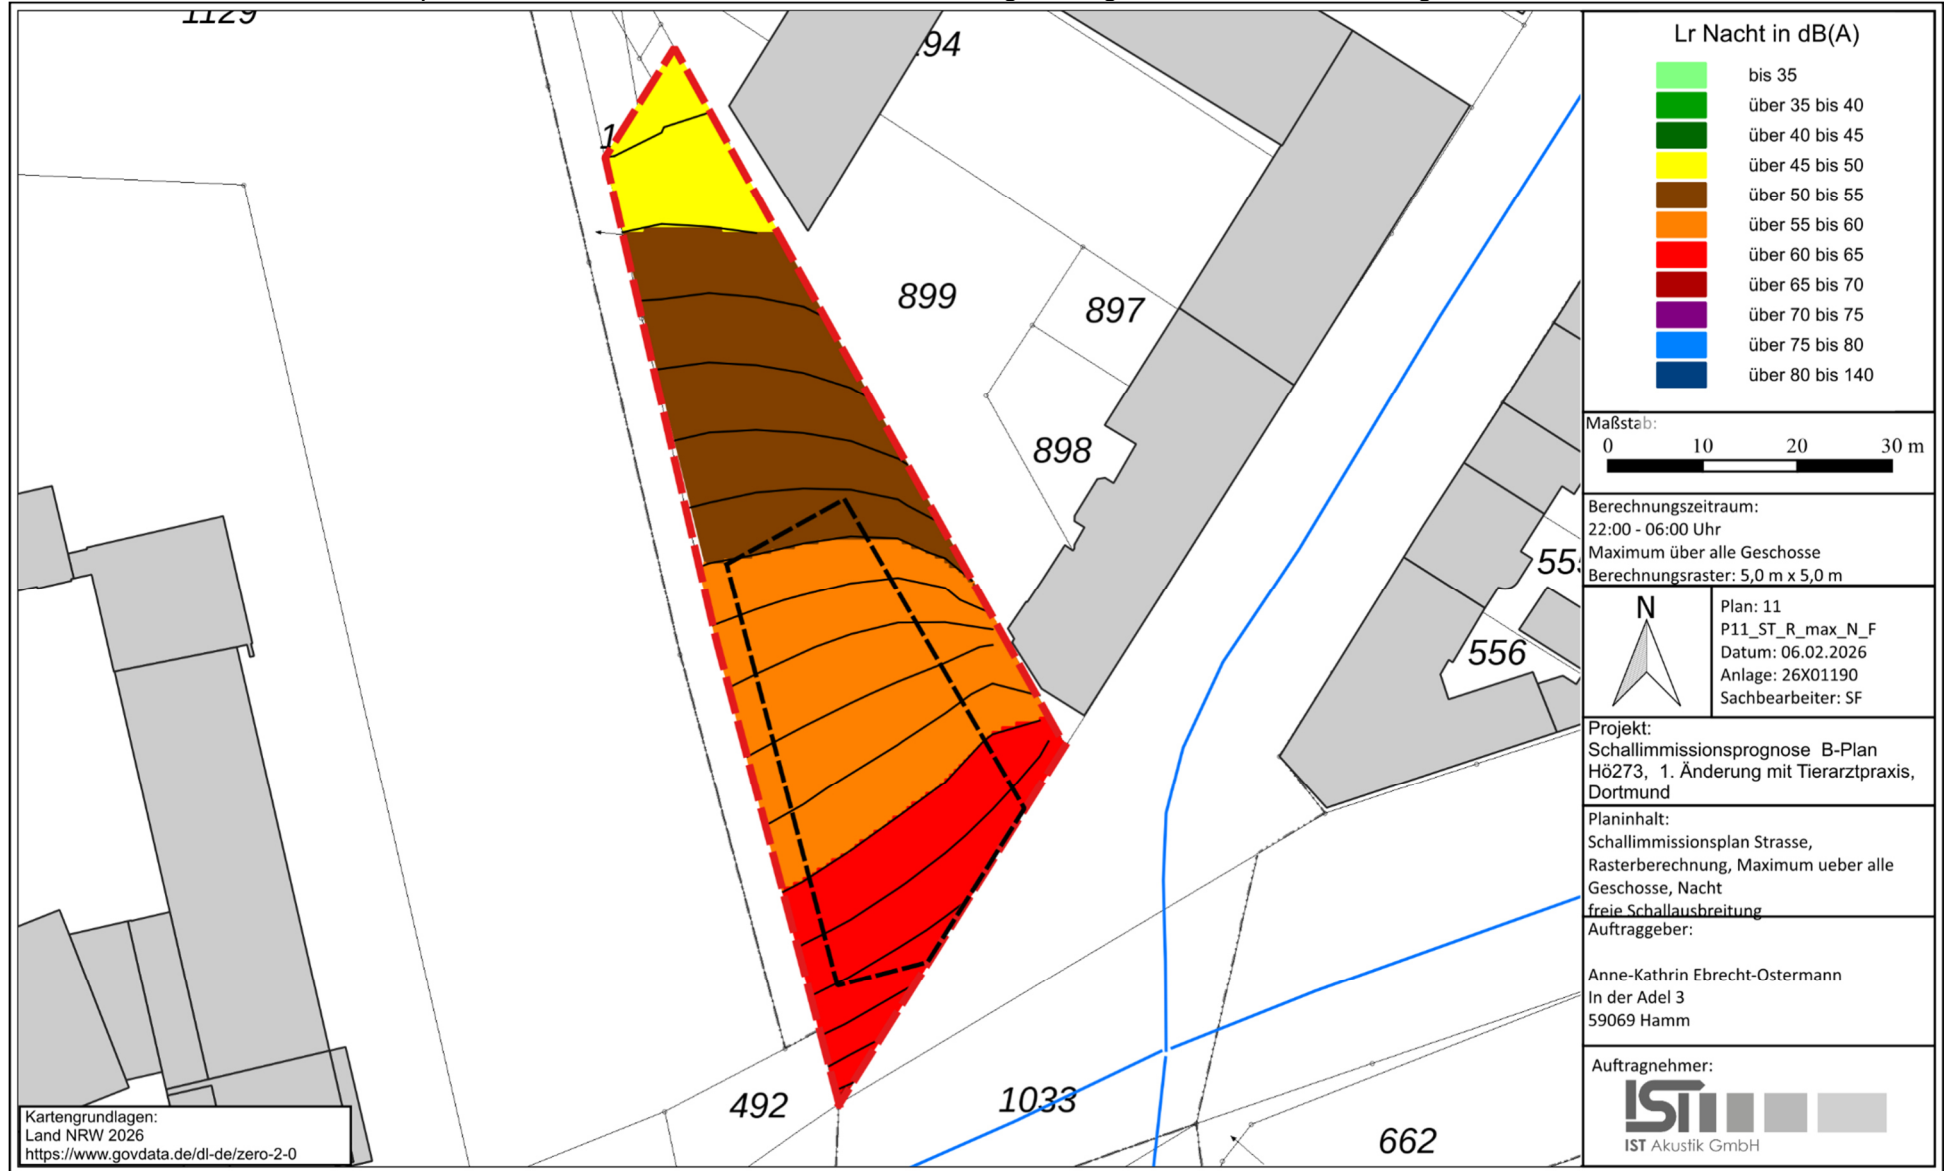 1129
899
897
898
556
492
1033
662
Lr Nacht in dB(A)
bis 35
über 35 bis 40
über 40 bis 45
über 45 bis 50
über 50 bis 55
über 55 bis 60
über 60 bis 65
über 65 bis 70
über 70 bis 75
über 75 bis 80
über 80 bis 140
Maßstab:
0 10 20 30 m
Berechnungszeitraum:
22:00 - 06:00 Uhr
Maximum über alle Geschosse
Berechnungsraster: 5,0 m x 5,0 m
N
Plan: 11
P11_ST_R_max_N_F
Datum: 06.02.2026
Anlage: 26X01190
Sachbearbeiter: SF
Projekt:
Schallimmissionsprognose B-Plan
Hö273, 1. Änderung mit Tierarztpraxis,
Dortmund
Planinhalt:
Schallimmissionsplan Strasse,
Rasterberechnung, Maximum ueber alle
Geschosse, Nacht
freie Schallausbreitung
Auftraggeber:
Anne-Kathrin Ebrecht-Ostermann
In der Adel 3
59069 Hamm
Auftragnehmer:
IST
IST Akustik GmbH
Kartengrundlagen:
Land NRW 2026
https://www.govdata.de/dl-de/zero-2-0